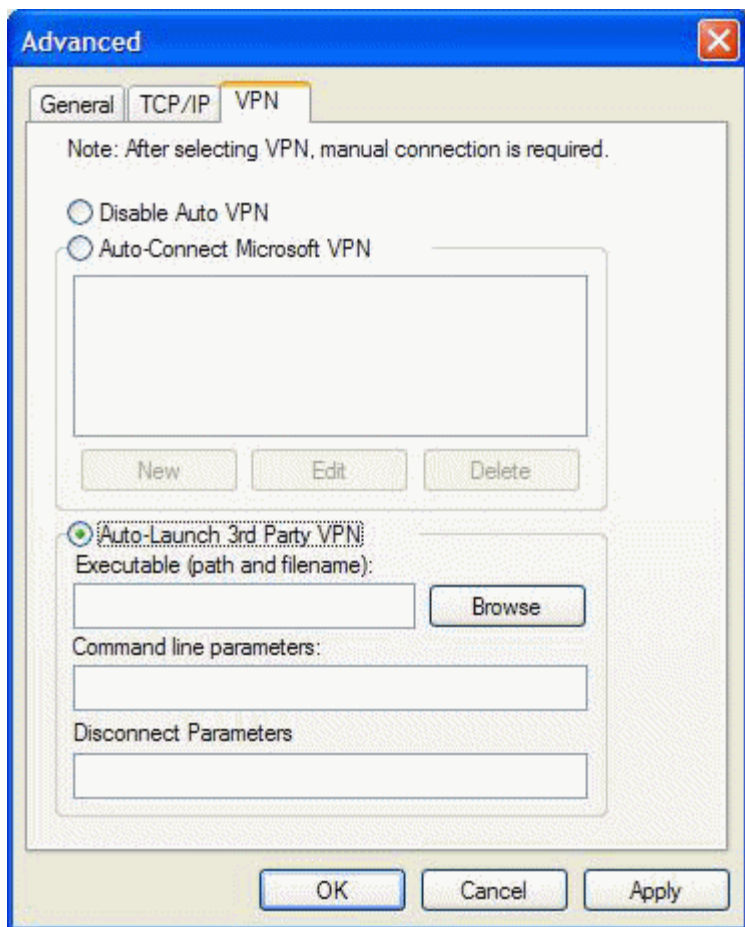 Advanced
General TCP/IP VPN
Note: After selecting VPN, manual connection is required.
Disable Auto VPN
Auto-Connect Microsoft VPN
New Edit Delete
Auto-Launch 3rd Party VPN
Executable (path and filename):
Browse
Command line parameters:
Disconnect Parameters
OK Cancel Apply